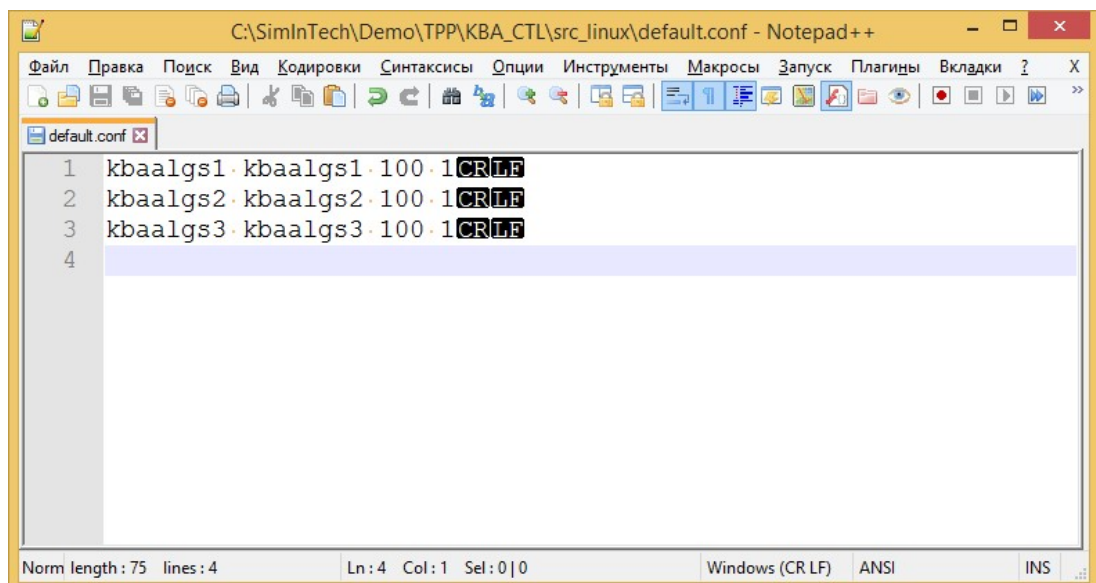 C:\SimInTech\Demo\TPP\KBA_CTL\src_linux\default.conf - Notepad++
Файл Правка Поиск Вид Кодировки Синтаксисы Опции Инструменты Макросы Запуск Плагины Вкладки ? X
default.conf
1 kbaalgs1·kbaalgs1·100·1CRLF
2 kbaalgs2·kbaalgs2·100·1CRLF
3 kbaalgs3·kbaalgs3·100·1CRLF
4
Norm length : 75 lines : 4 Ln : 4 Col : 1 Sel : 0 | 0 Windows (CR LF) ANSI INS